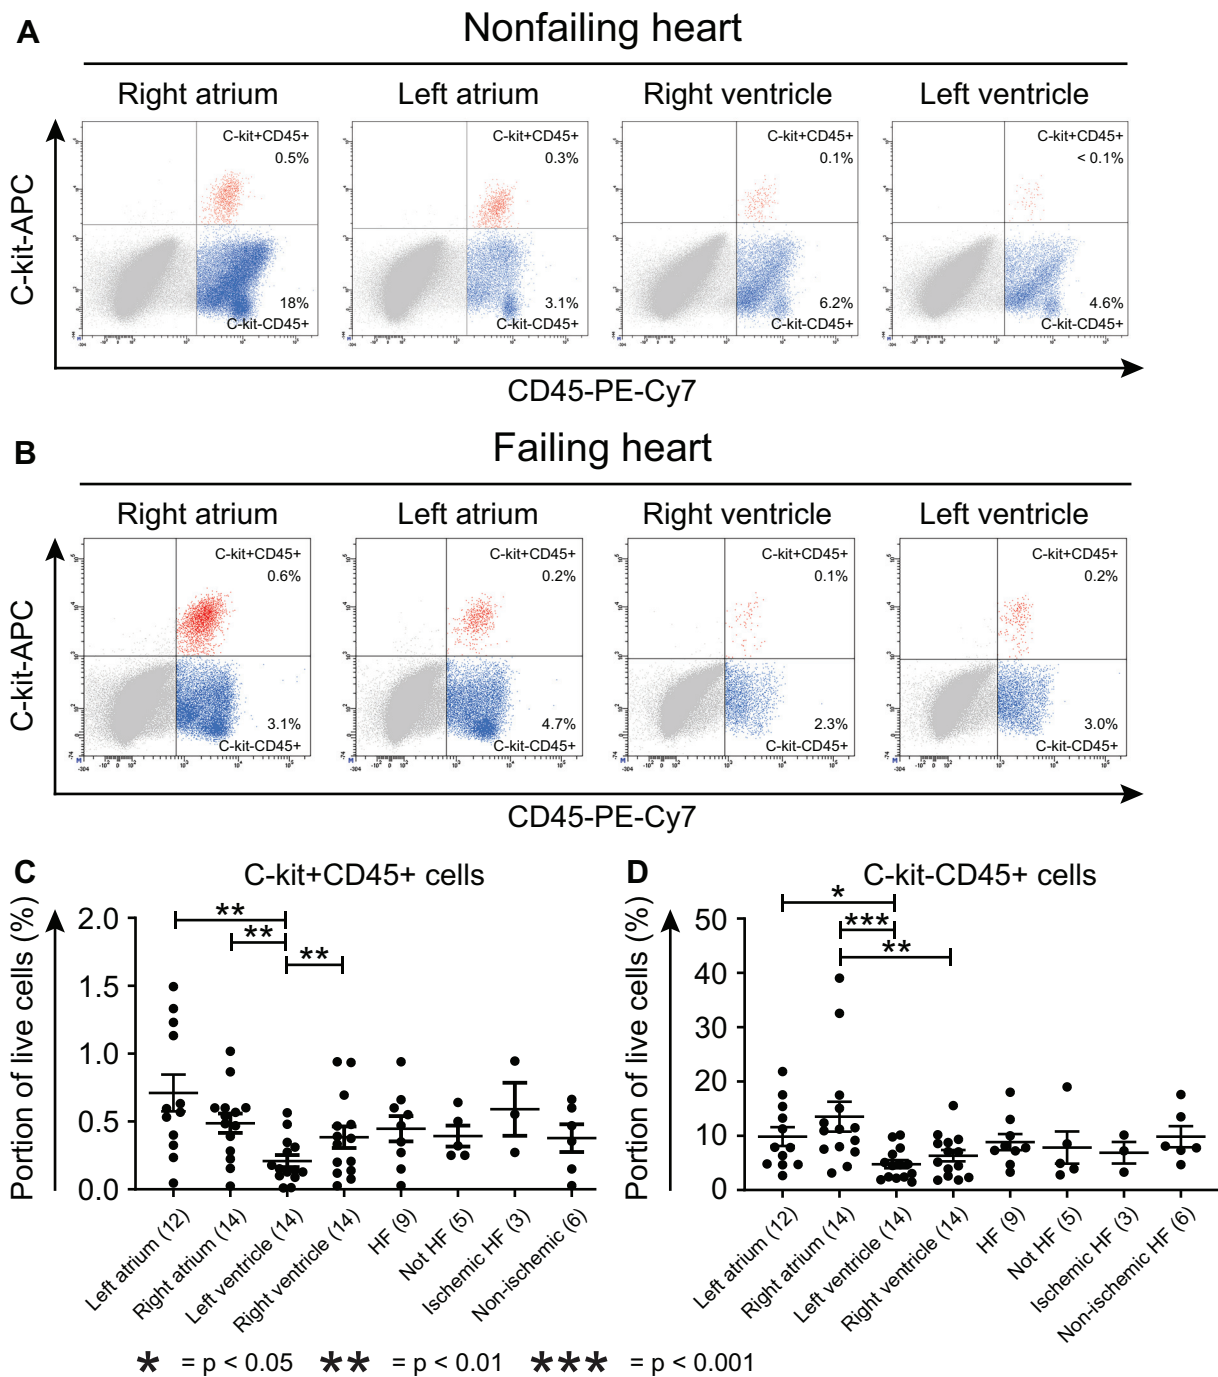 A
Nonfailing heart
Right atrium
Left atrium
Right ventricle
Left ventricle
C-kit-APC
C-kit+CD45+
0.5%
18%
C-kit-CD45+
C-kit+CD45+
0.3%
3.1%
C-kit-CD45+
C-kit+CD45+
0.1%
6.2%
C-kit-CD45+
C-kit+CD45+
< 0.1%
4.6%
C-kit-CD45+
CD45-PE-Cy7
B
Failing heart
Right atrium
Left atrium
Right ventricle
Left ventricle
C-kit-APC
C-kit+CD45+
0.6%
3.1%
C-kit-CD45+
C-kit+CD45+
0.2%
4.7%
C-kit-CD45+
C-kit+CD45+
0.1%
2.3%
C-kit-CD45+
C-kit+CD45+
0.2%
3.0%
C-kit-CD45+
CD45-PE-Cy7
C
C-kit+CD45+ cells
Portion of live cells (%)
2.0
1.5
1.0
0.5
0.0
**
**
**
Left atrium (12)
Right atrium (14)
Left ventricle (14)
Right ventricle (14)
HF (9)
Not HF (5)
Ischemic HF (3)
Non-ischemic (6)
D
C-kit-CD45+ cells
Portion of live cells (%)
50
40
30
20
10
0
*
***
**
Left atrium (12)
Right atrium (14)
Left ventricle (14)
Right ventricle (14)
HF (9)
Not HF (5)
Ischemic HF (3)
Non-ischemic HF (6)
* = p < 0.05 ** = p < 0.01 *** = p < 0.001